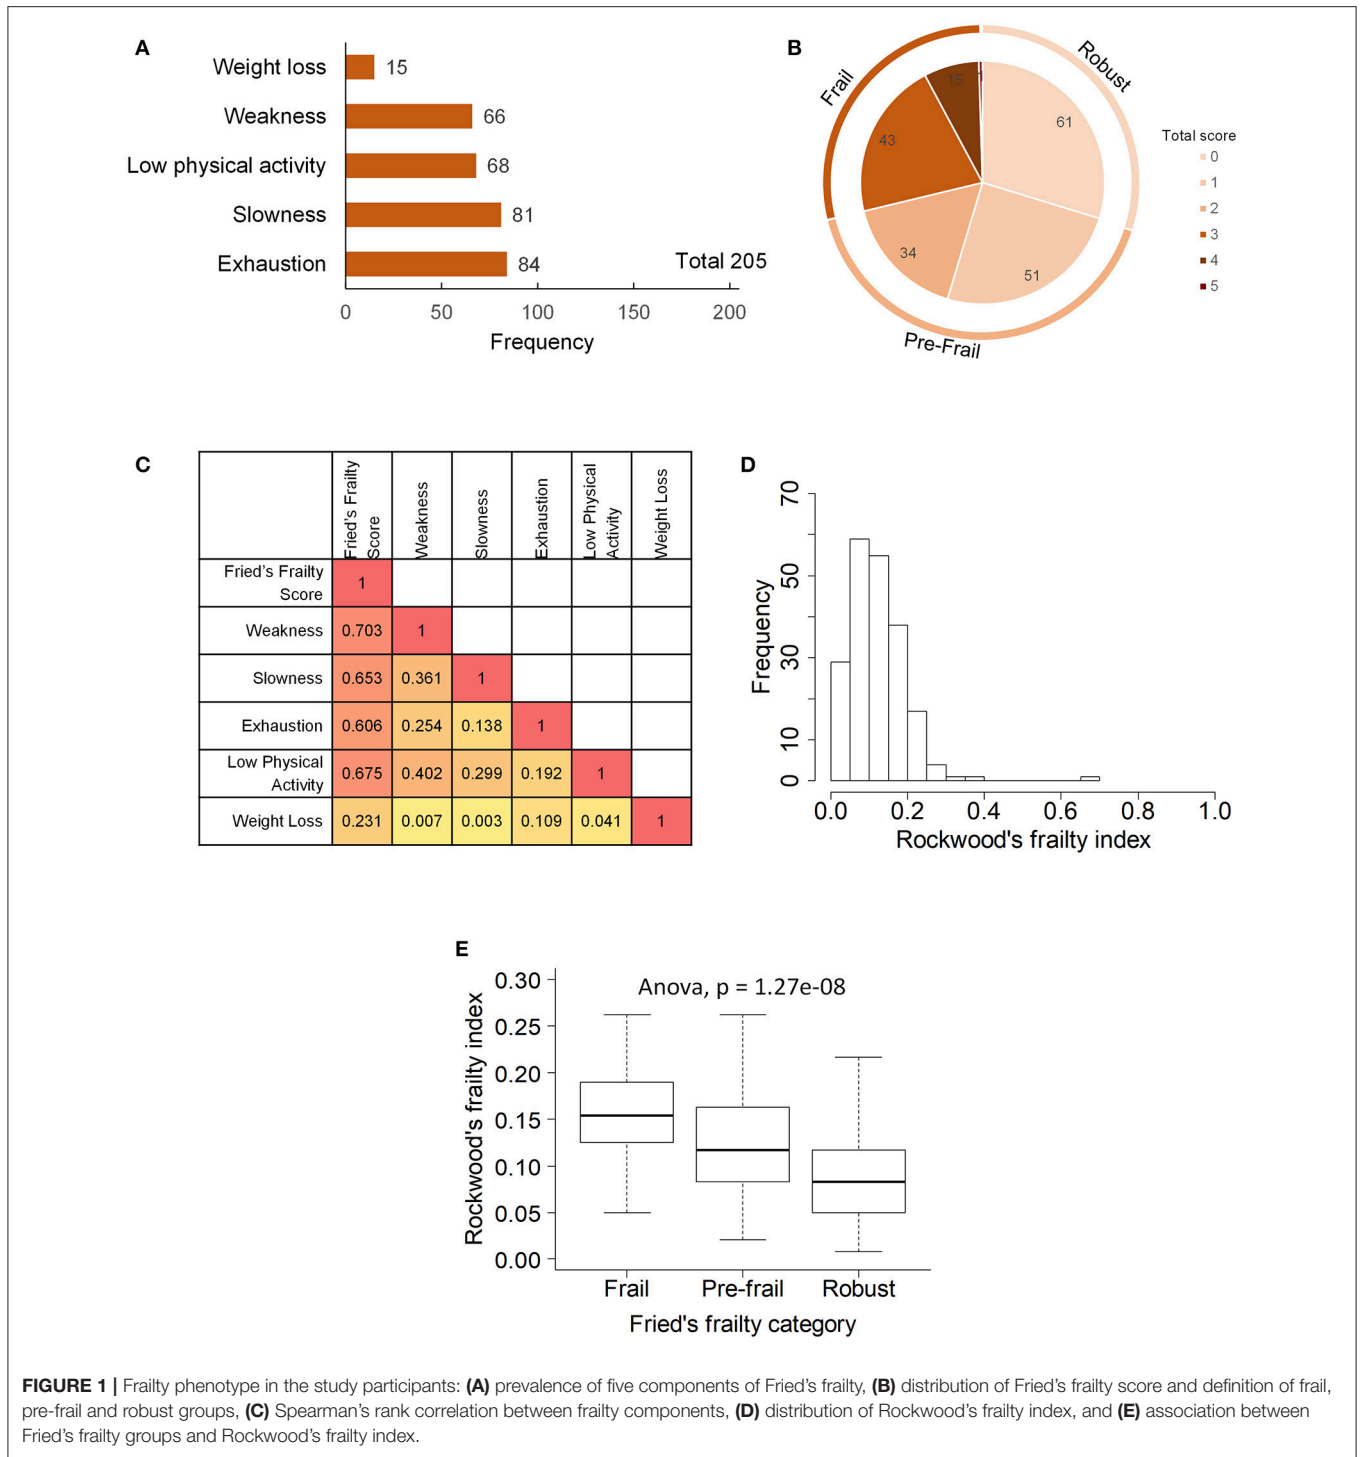 A
Weight loss 15
Weakness 66
Low physical activity 68
Slowness 81
Exhaustion 84
Total 205
0 50 100 150 200
Frequency
B
Frail
Robust
Pre-Frail
61
51
34
43
15
1
Total score
0
1
2
3
4
5
C
Fried's Frailty
Score
Weakness
Slowness
Exhaustion
Low Physical
Activity
Weight Loss
Fried's Frailty
Score
1
Weakness 0.703 1
Slowness 0.653 0.361 1
Exhaustion 0.606 0.254 0.138 1
Low Physical
Activity
0.675 0.402 0.299 0.192 1
Weight Loss 0.231 0.007 0.003 0.109 0.041 1
D
Frequency
70
50
30
10
0
0.0 0.2 0.4 0.6 0.8 1.0
Rockwood's frailty index
E
Anova, p = 1.27e-08
Rockwood's frailty index
0.30
0.25
0.20
0.15
0.10
0.05
0.00
Frail Pre-frail Robust
Fried's frailty category
FIGURE 1 | Frailty phenotype in the study participants: (A) prevalence of five components of Fried's frailty, (B) distribution of Fried's frailty score and definition of frail,
pre-frail and robust groups, (C) Spearman's rank correlation between frailty components, (D) distribution of Rockwood's frailty index, and (E) association between
Fried's frailty groups and Rockwood's frailty index.